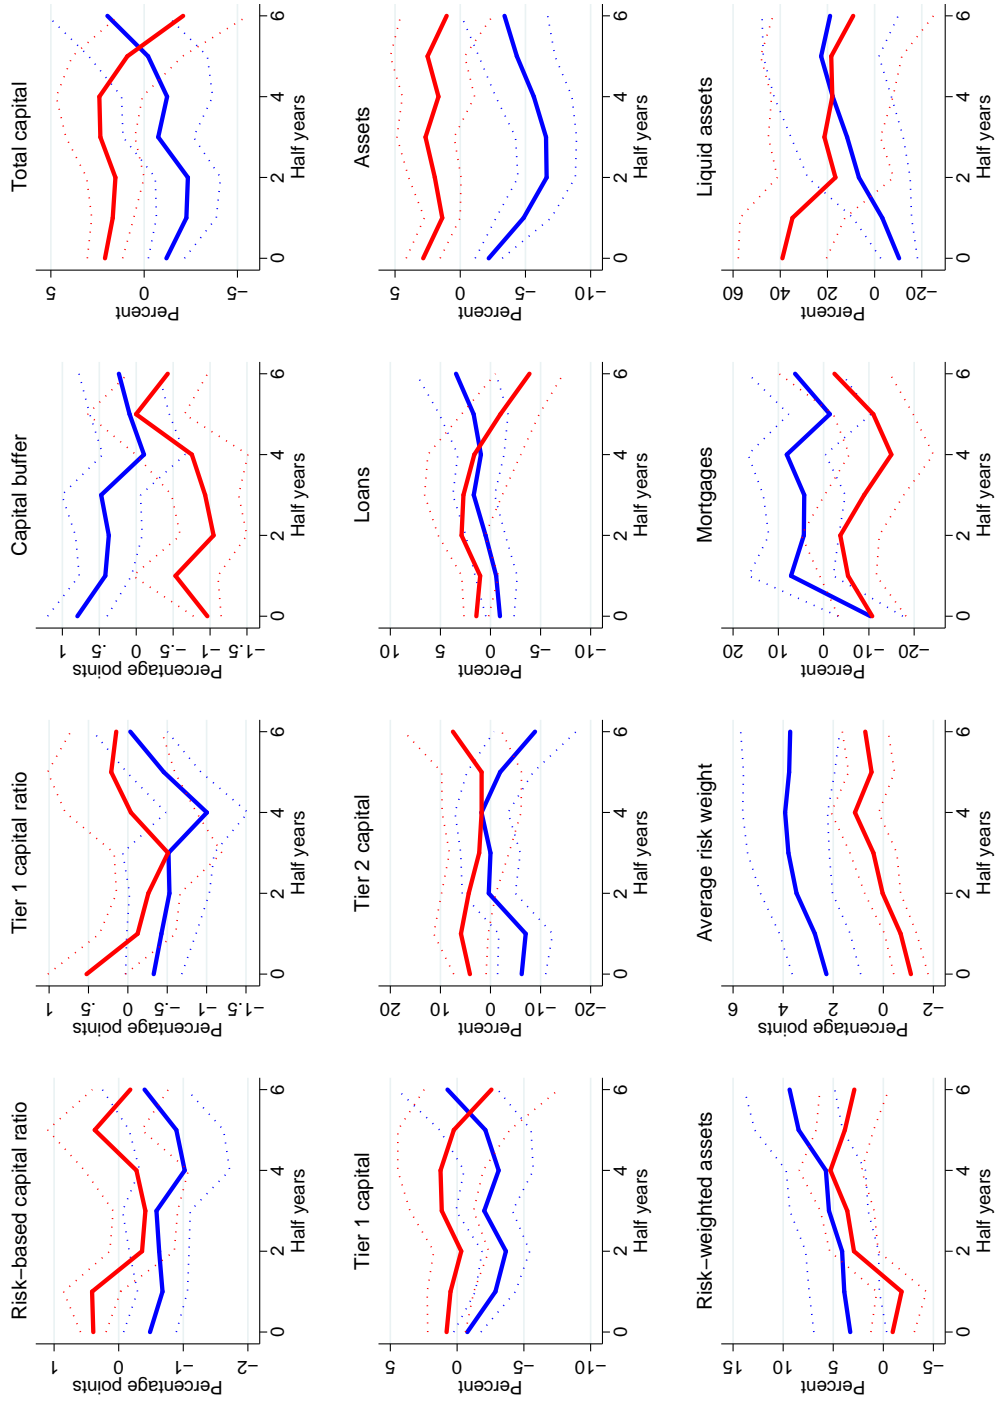 Risk−based capital ratio
Percentage points
1
0
−1
−2
0 2 4 6
Half years
Tier 1 capital ratio
Percentage points
1
.5
0
−.5
−1
−1.5
0 2 4 6
Half years
Capital buffer
Percentage points
1
.5
0
−.5
−1
−1.5
0 2 4 6
Half years
Total capital
Percent
5
0
−5
0 2 4 6
Half years
Tier 1 capital
Percent
5
0
−5
−10
0 2 4 6
Half years
Tier 2 capital
Percent
20
10
0
−10
−20
0 2 4 6
Half years
Loans
Percent
10
5
0
−5
−10
0 2 4 6
Half years
Assets
Percent
5
0
−5
−10
0 2 4 6
Half years
Risk−weighted assets
Percent
15
10
5
0
−5
0 2 4 6
Half years
Average risk weight
Percentage points
6
4
2
0
−2
0 2 4 6
Half years
Mortgages
Percent
20
10
0
−10
−20
0 2 4 6
Half years
Liquid assets
Percent
60
40
20
0
−20
0 2 4 6
Half years